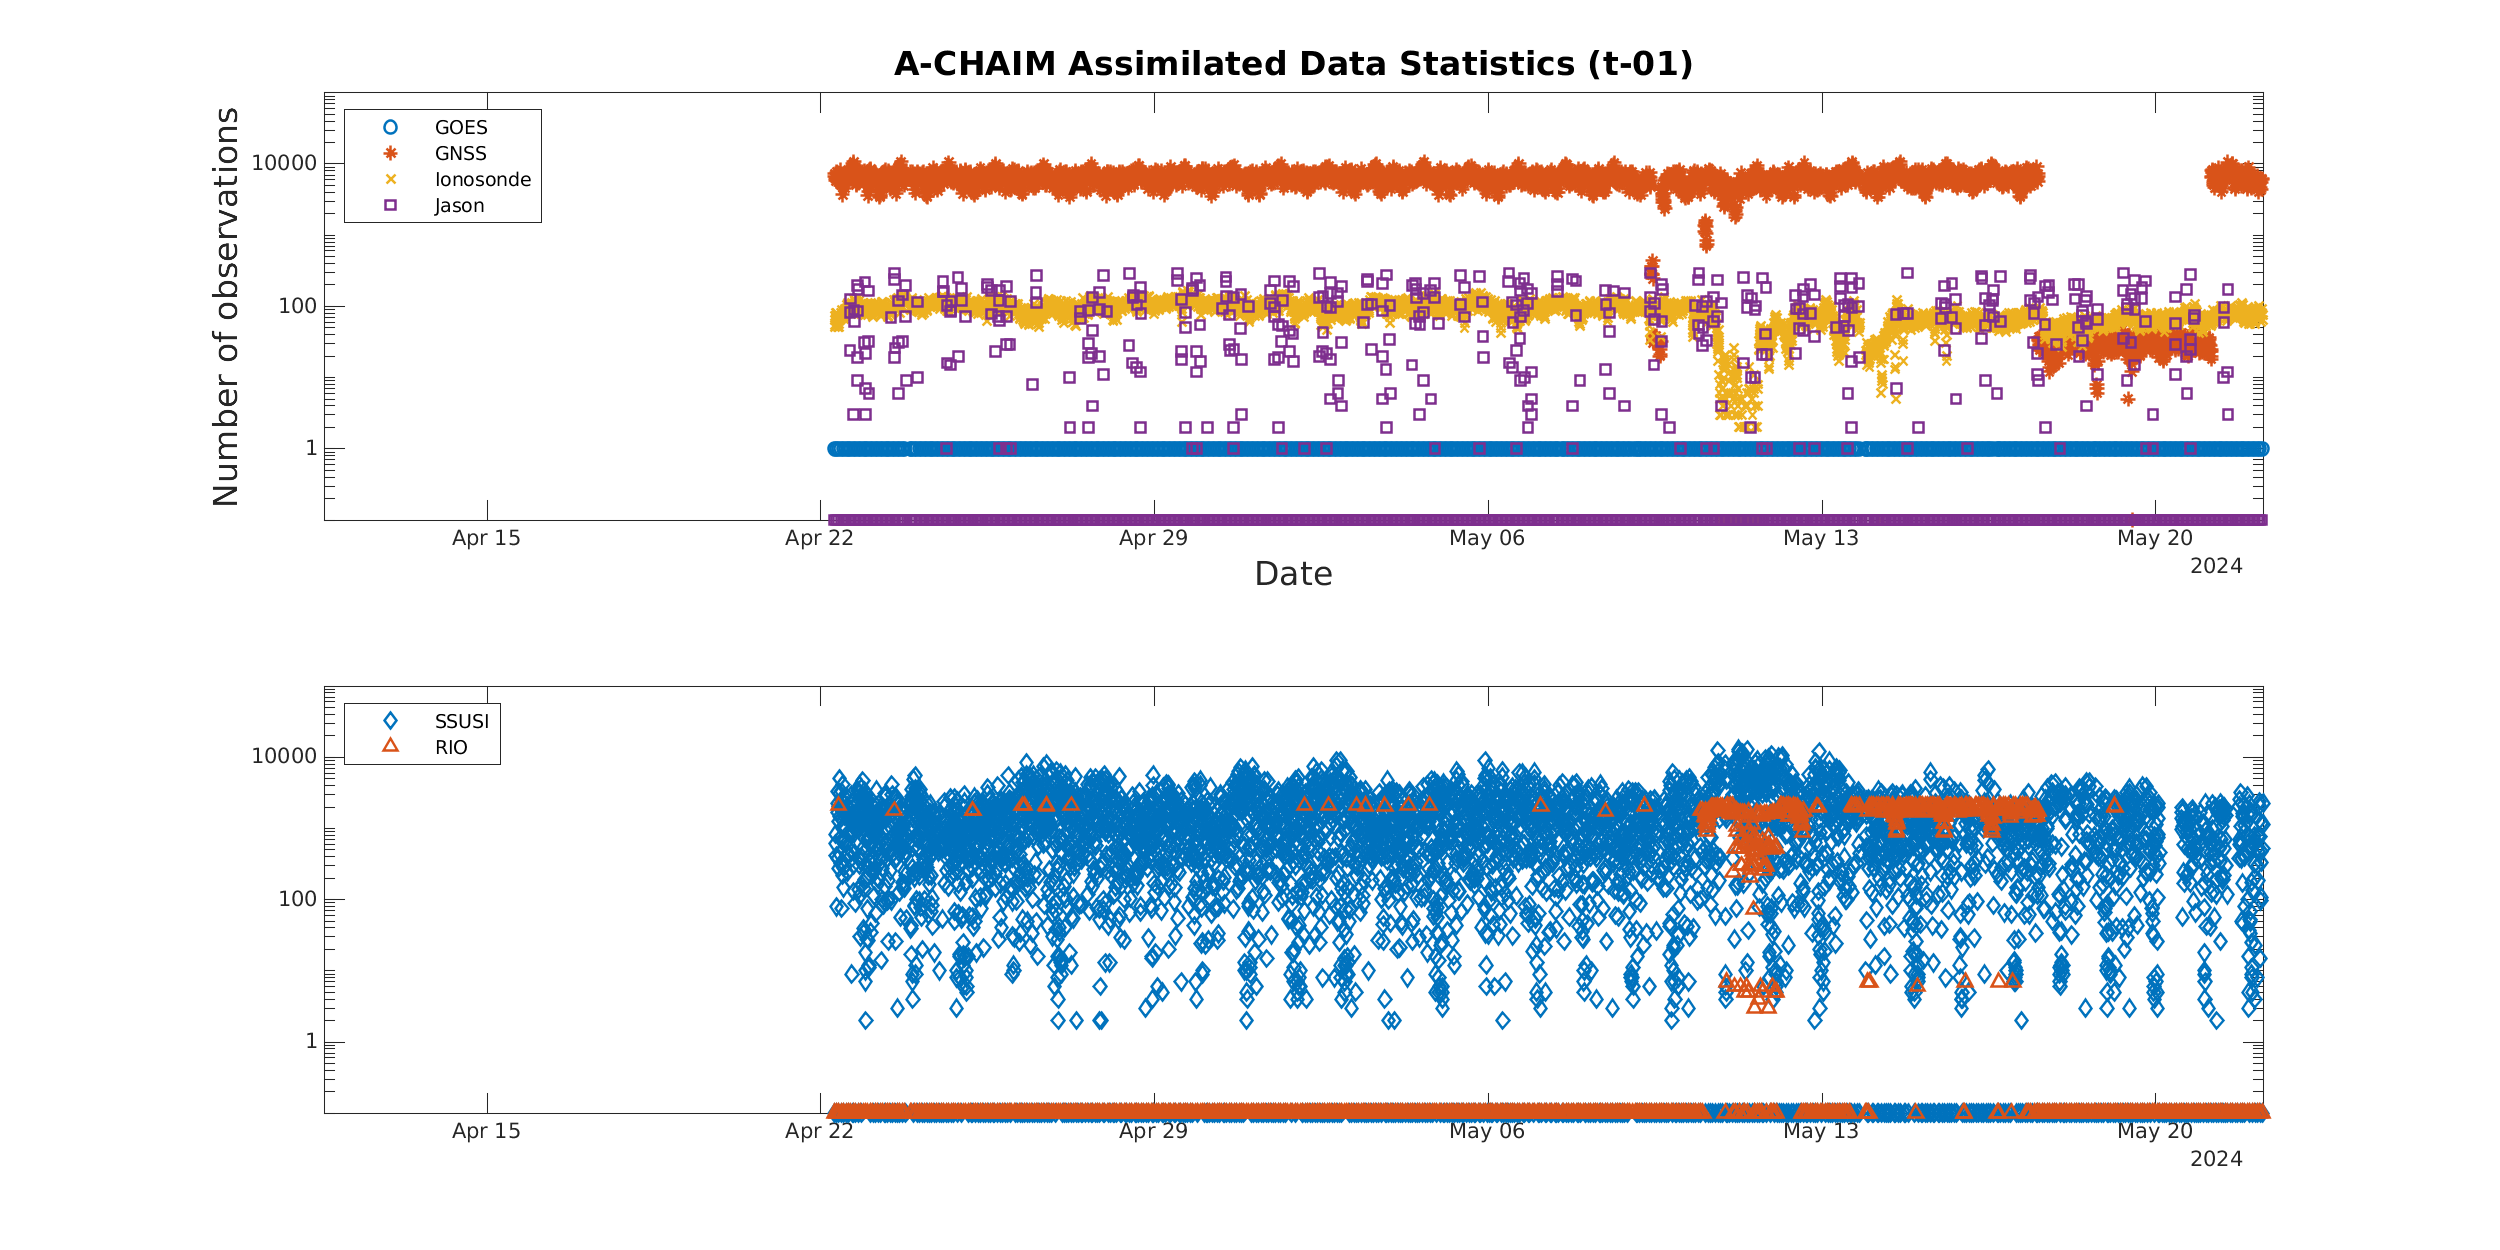 A-CHAIM Assimilated Data Statistics (t-01)
Number of observations
10000
100
1
GOES
GNSS
Ionosonde
Jason
Apr 15
Apr 22
Apr 29
May 06
May 13
May 20
2024
Date
10000
100
1
SSUSI
RIO
Apr 15
Apr 22
Apr 29
May 06
May 13
May 20
2024